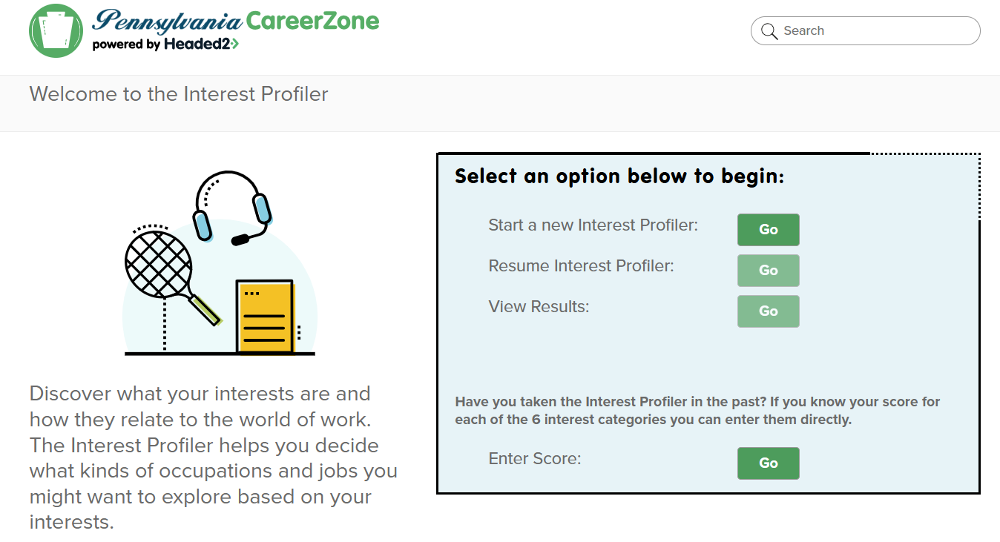 Pennsylvania CareerZone
powered by Headed2
Search
Welcome to the Interest Profiler
Select an option below to begin:
Start a new Interest Profiler: Go
Resume Interest Profiler: Go
View Results: Go
Have you taken the Interest Profiler in the past? If you know your score for
each of the 6 interest categories you can enter them directly.
Enter Score: Go
Discover what your interests are and
how they relate to the world of work.
The Interest Profiler helps you decide
what kinds of occupations and jobs you
might want to explore based on your
interests.